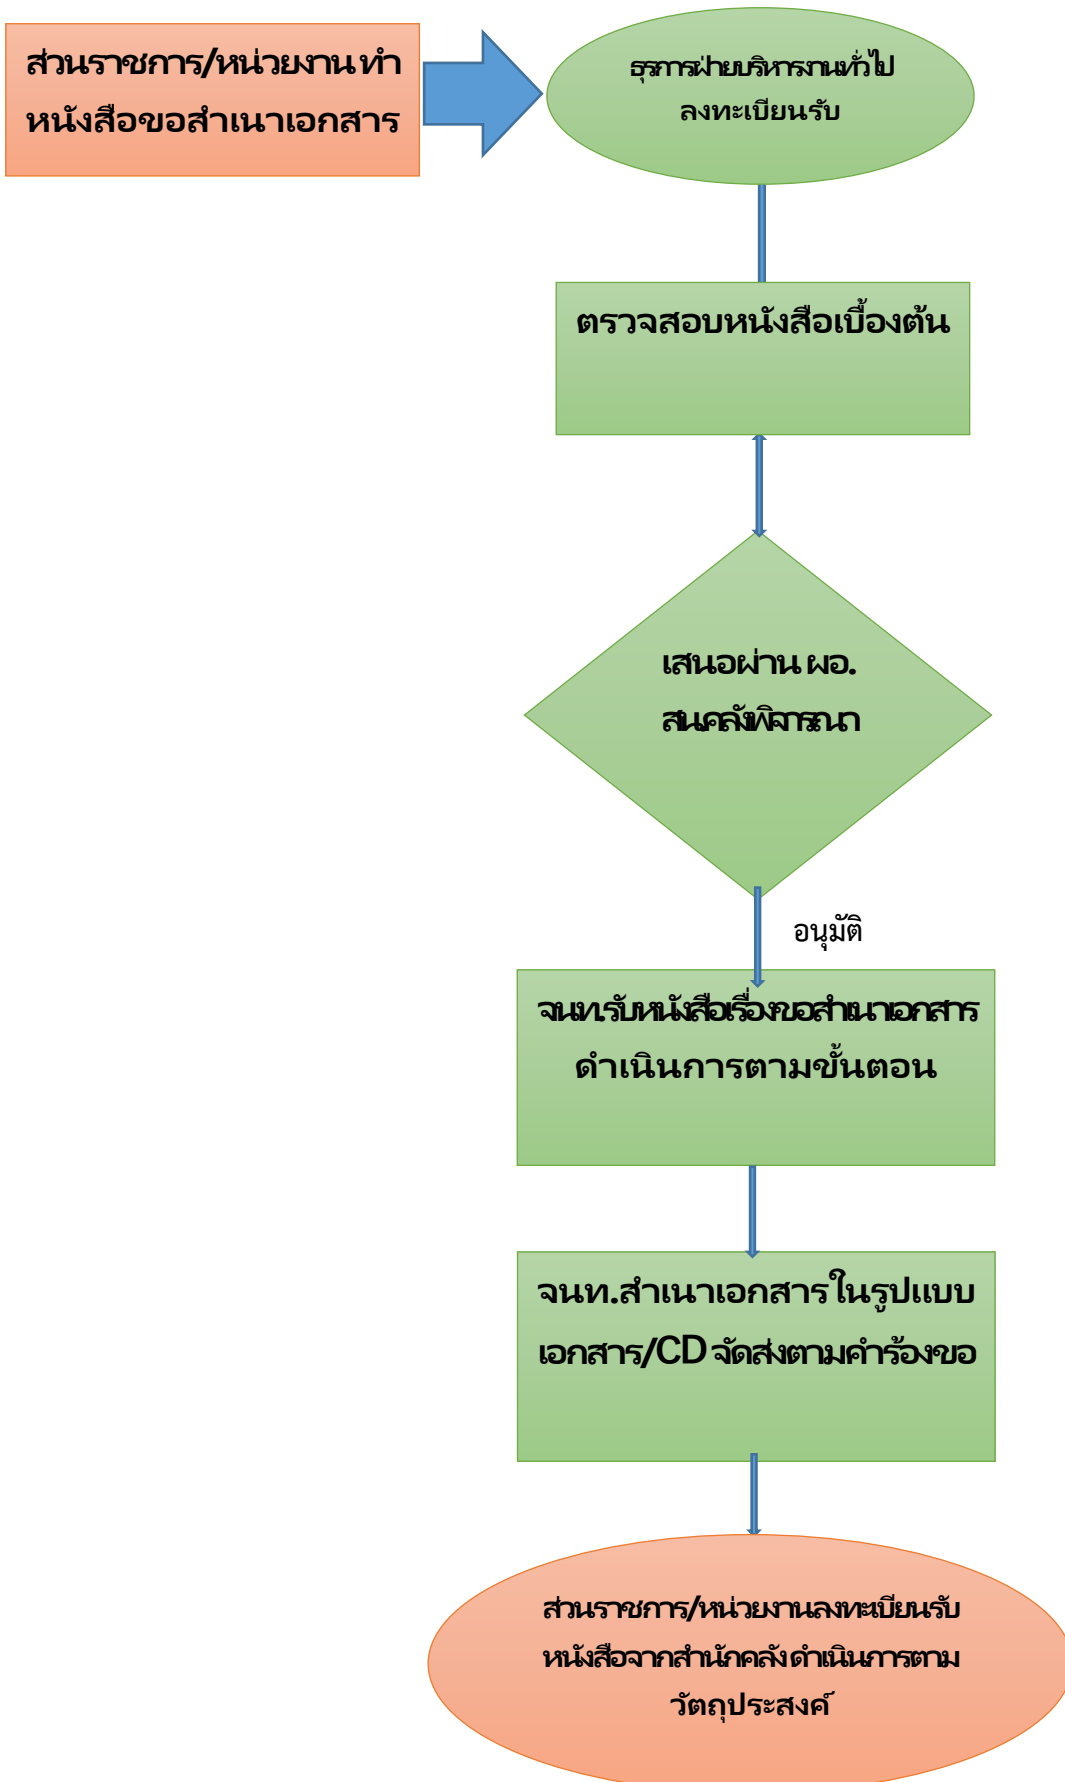 ส่วนราชการ/หน่วยงาน ทำ
หนังสือขอสำเนาเอกสาร
ธุรการฝ่ายบริหารงานทั่วไป
ลงทะเบียนรับ
ตรวจสอบหนังสือเบื้องต้น
เสนอผ่าน ผอ.
สน.คลังพิจารณา
อนุมัติ
จนท.รับหนังสือเรื่องขอสำเนาเอกสาร
ดำเนินการตามขั้นตอน
จนท.สำเนาเอกสาร ในรูปแบบ
เอกสาร/CD จัดส่งตามคำร้องขอ
ส่วนราชการ/หน่วยงานลงทะเบียนรับ
หนังสือจากสำนักคลัง ดำเนินการตาม
วัตถุประสงค์